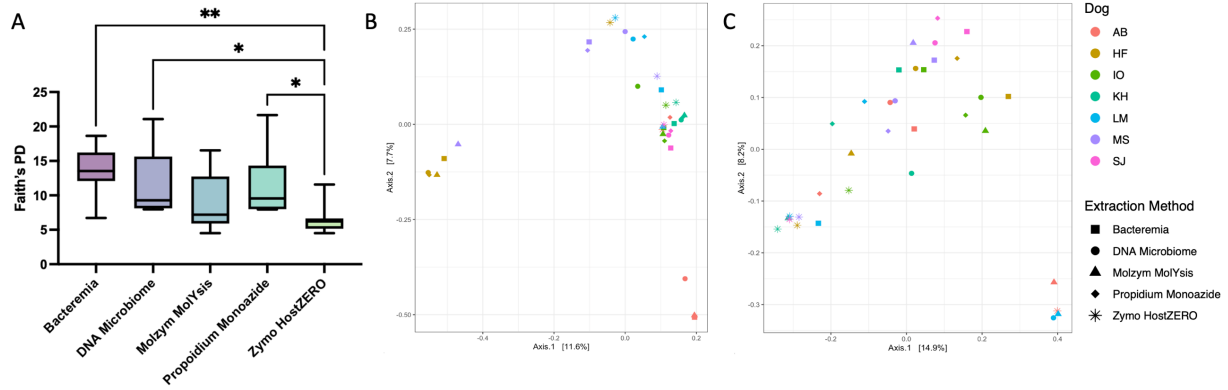 A
**
*
*
Faith's PD
25
20
15
10
5
0
Bacteremia
DNA Microbiome
Molzym MolYsis
Propoidium Monoazide
Zymo HostZERO
B
Axis.2 [7.7%]
0.25
0.00
-0.25
-0.50
-0.4
-0.2
0.0
0.2
Axis.1 [11.6%]
C
Axis.2 [8.2%]
0.2
0.1
0.0
-0.1
-0.2
-0.3
-0.2
0.0
0.2
0.4
Axis.1 [14.9%]
Dog
AB
HF
IO
KH
LM
MS
SJ
Extraction Method
Bacteremia
DNA Microbiome
Molzym MolYsis
Propidium Monoazide
Zymo HostZERO